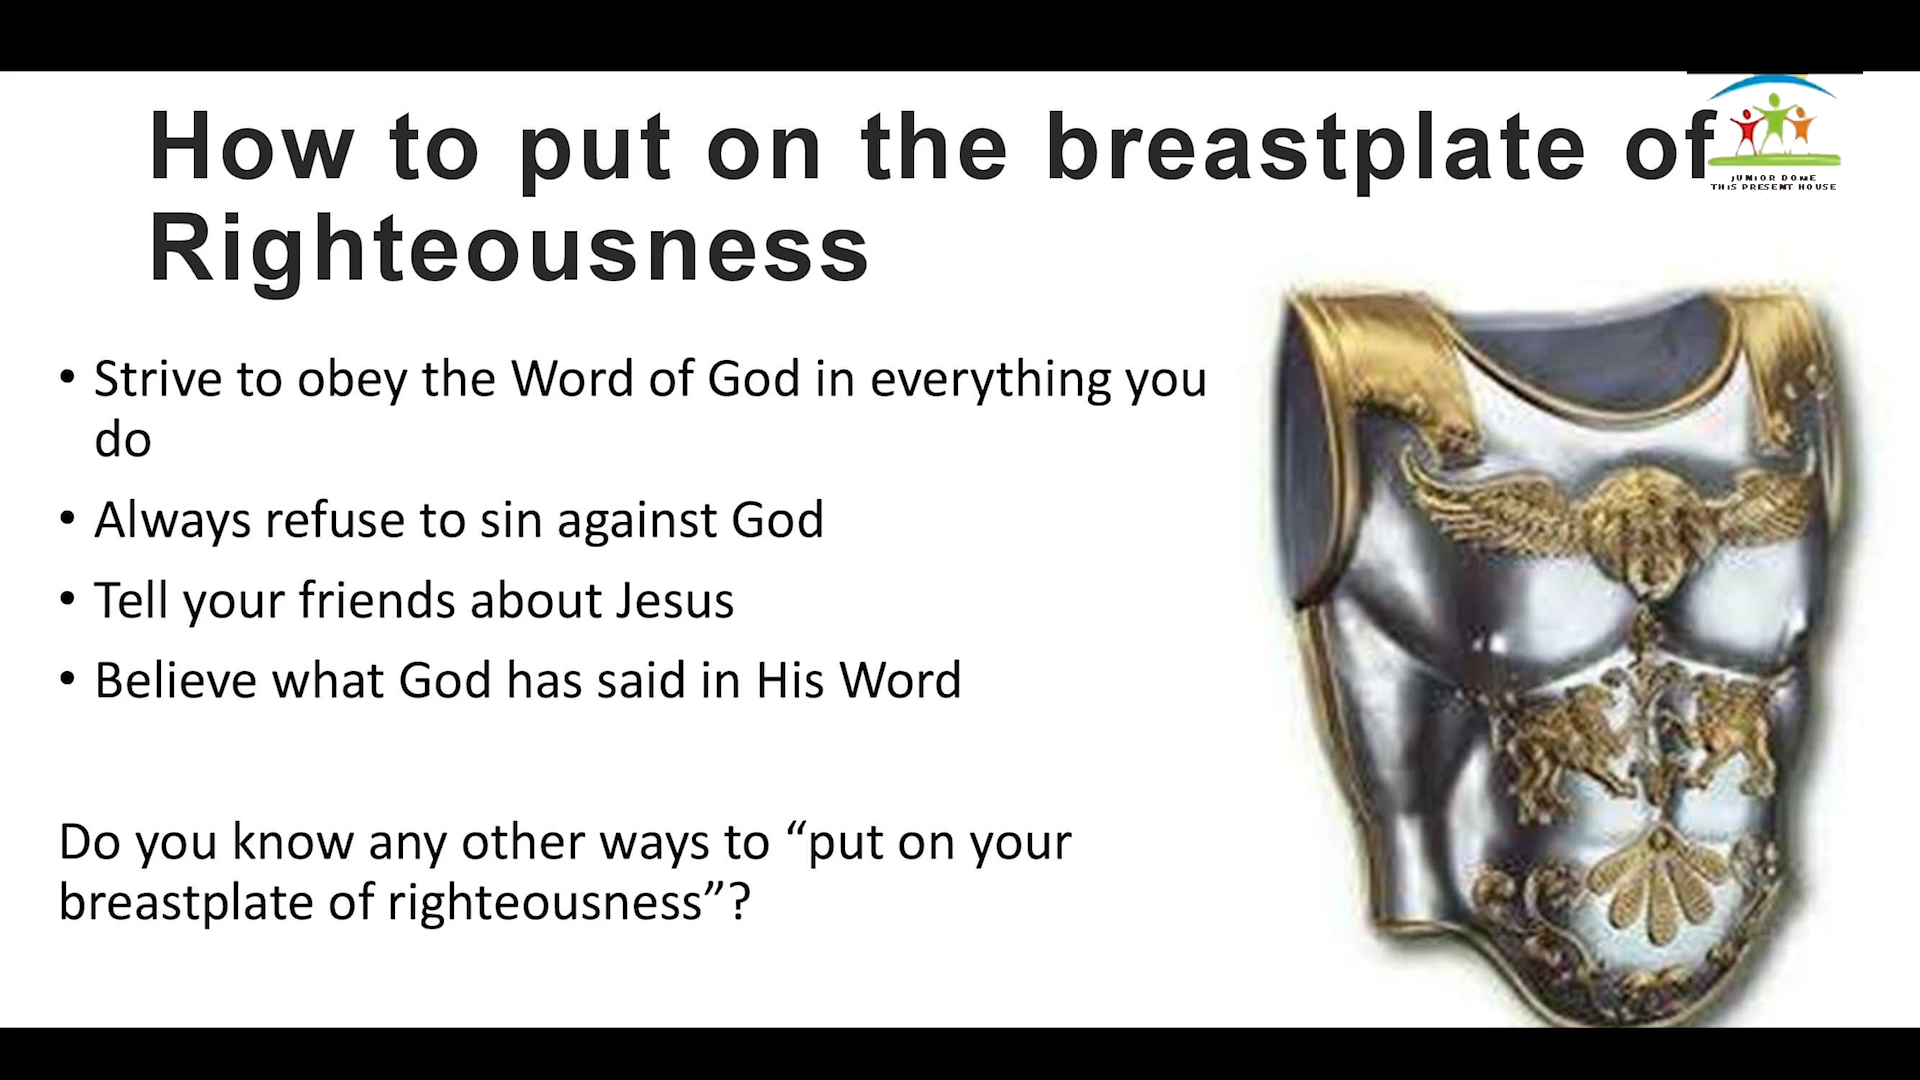 How to put on the breastplate of
Righteousness
JUNIOR DOME
THIS PRESENT HOUSE
• Strive to obey the Word of God in everything you
do
• Always refuse to sin against God
• Tell your friends about Jesus
• Believe what God has said in His Word
Do you know any other ways to “put on your
breastplate of righteousness”?